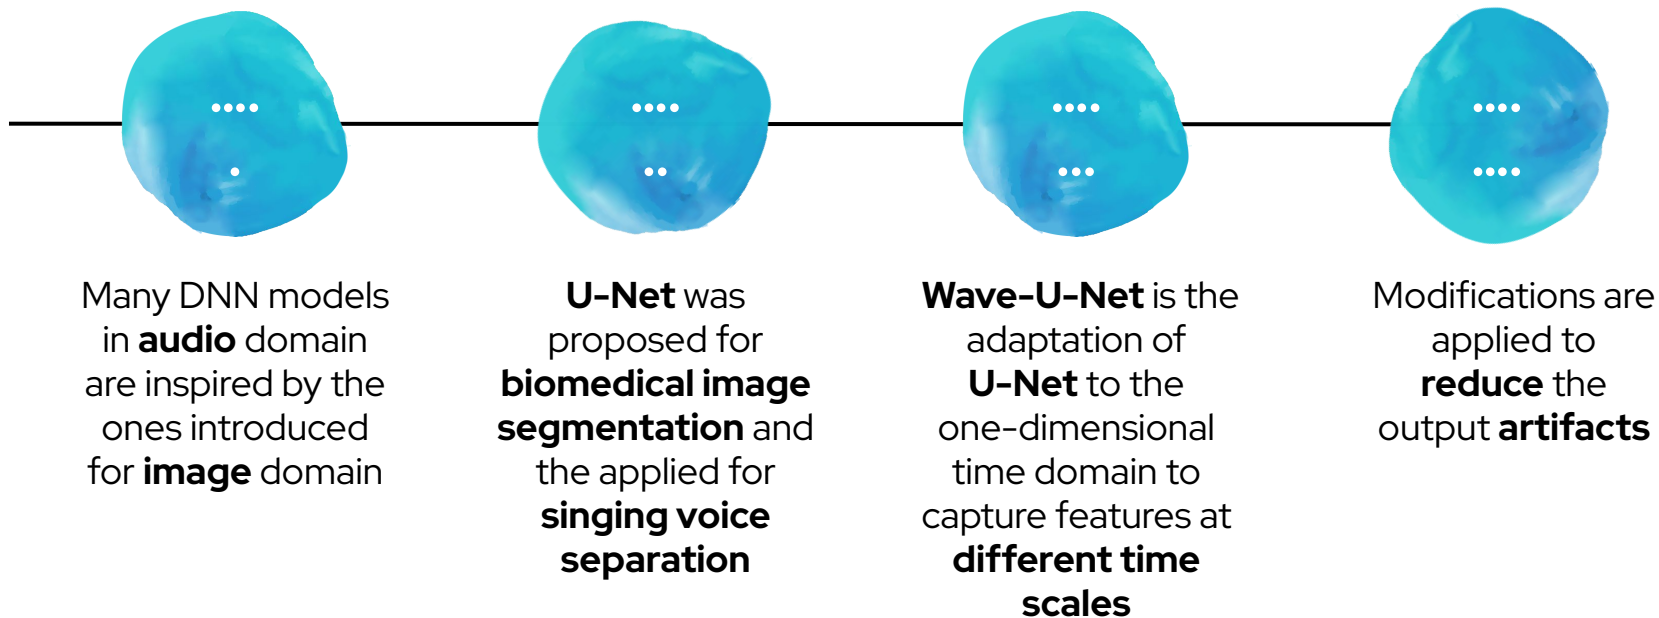 Many DNN models
in audio domain
are inspired by the
ones introduced
for image domain
U-Net was
proposed for
biomedical image
segmentation and
the applied for
singing voice
separation
Wave-U-Net is the
adaptation of
U-Net to the
one-dimensional
time domain to
capture features at
different time
scales
Modifications are
applied to
reduce the
output artifacts